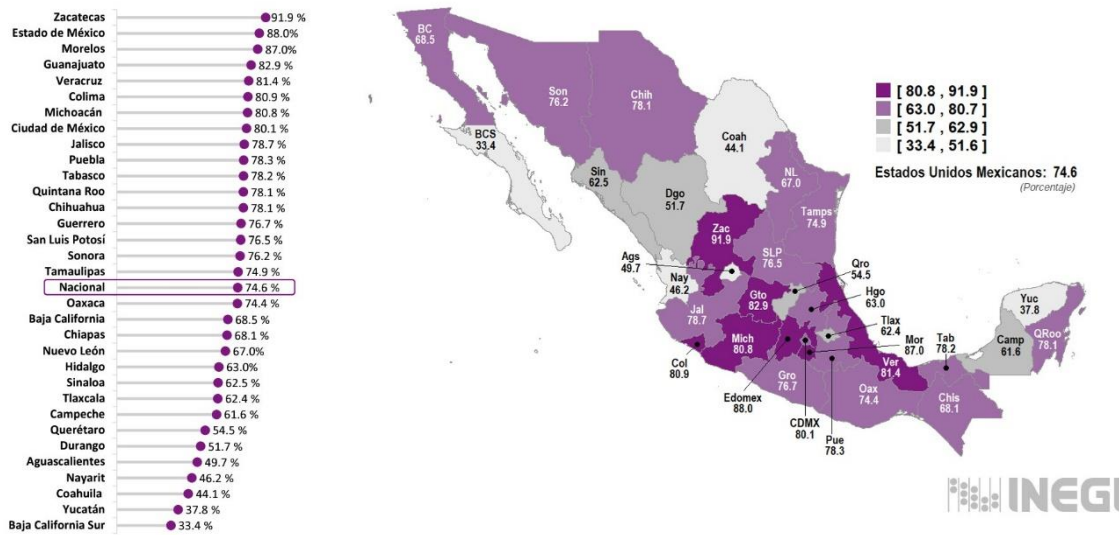 Zacatecas 91.9 %
Estado de México 88.0%
Morelos 87.0%
Guanajuato 82.9 %
Veracruz 81.4 %
Colima 80.9 %
Michoacán 80.8 %
Ciudad de México 80.1 %
Jalisco 78.7 %
Puebla 78.3 %
Tabasco 78.2 %
Quintana Roo 78.1 %
Chihuahua 78.1 %
Guerrero 76.7 %
San Luis Potosí 76.5 %
Sonora 76.2 %
Tamaulipas 74.9 %
Nacional 74.6 %
Oaxaca 74.4 %
Baja California 68.5 %
Chiapas 68.1 %
Nuevo León 67.0%
Hidalgo 63.0%
Sinaloa 62.5 %
Tlaxcala 62.4 %
Campeche 61.6 %
Querétaro 54.5 %
Durango 51.7 %
Aguascalientes 49.7 %
Nayarit 46.2 %
Coahuila 44.1 %
Yucatán 37.8 %
Baja California Sur 33.4 %
BC
68.5
Son
76.2
Chih
78.1
BCS
33.4
Coah
44.1
Sin
62.5
Dgo
51.7
NL
67.0
Tamps
74.9
Zac
91.9
SLP
76.5
Ags
49.7
Nay
46.2
Qro
54.5
Gto
82.9
Hgo
63.0
Jal
78.7
Tlax
62.4
Mich
80.8
Mor
87.0
Tab
78.2
Yuc
37.8
QRoo
78.1
Camp
61.6
Col
80.9
Ver
81.4
Gro
76.7
Oax
74.4
Chis
68.1
Edomex
88.0
CDMX
80.1
Pue
78.3
[ 80.8 , 91.9 ]
[ 63.0 , 80.7 ]
[ 51.7 , 62.9 ]
[ 33.4 , 51.6 ]
Estados Unidos Mexicanos: 74.6
(Porcentaje)
INEGI